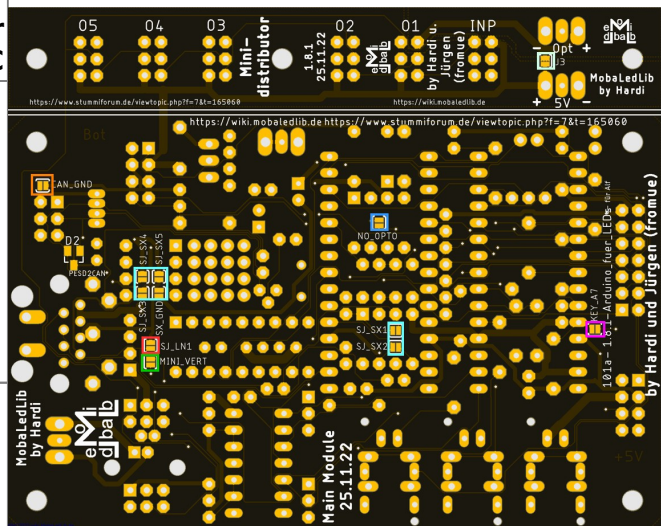 05 04 03 02 01 INP
Mini-
distributor
1.8.1
25.11.22
by Hardi u.
Jürgen
(fromue)
- Opt +
J3
MobaLedLib
by Hardi
+ 5V -
https://www.stummiforum.de/viewtopic.php?f=7&t=165060
https://wiki.mobaledlib.de
https://wiki.mobaledlib.de https://www.stummiforum.de/viewtopic.php?f=7&t=165060
Bot
CAN_GND
D2
PESD2CAN
SJ_SX4
SJ_SX5
SJ_SX3
SX_GND
SJ_LN1
MINI_VERT
NO_OPTO
SJ_SX1
SJ_SX2
KEY_A7
101a- 1.8.1-Arduino_fuer_LEDs für Alf
by Hardi und Jürgen (fromue)
MobaLedLib
by Hardi
Main Module
25.11.22
+5V